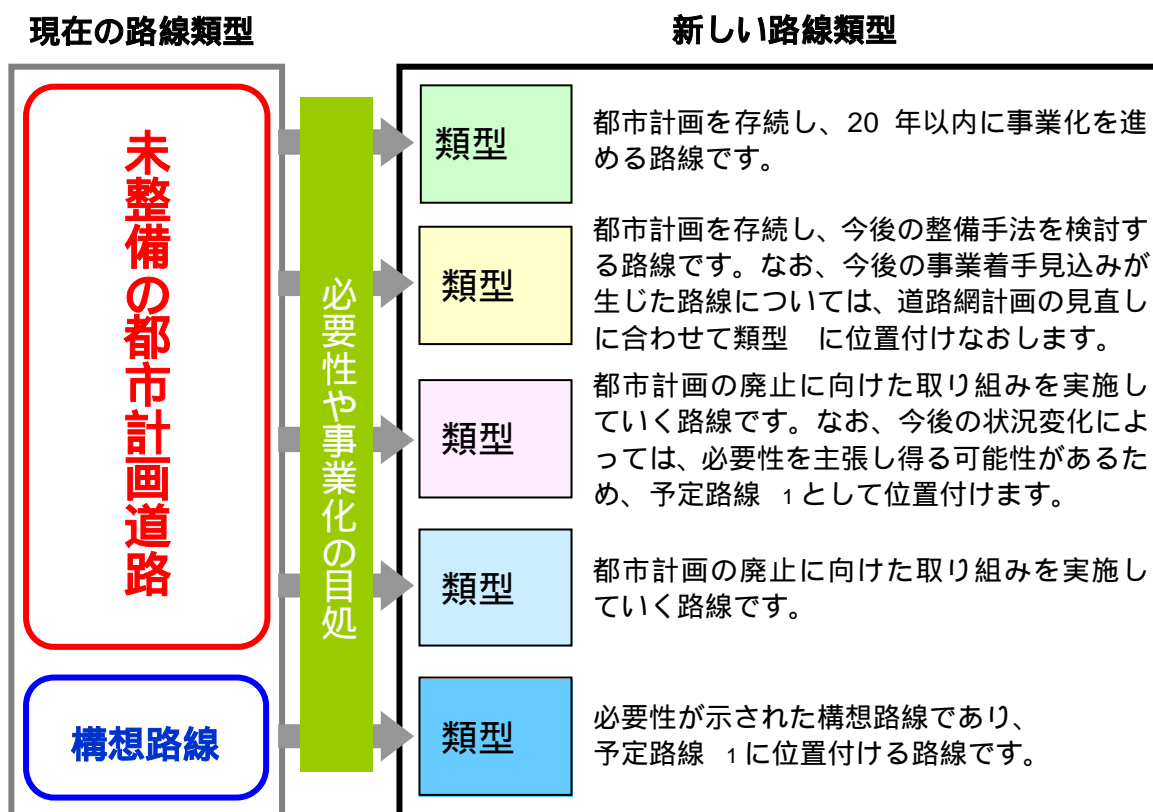 現在の路線類型
新しい路線類型
未整備の都市計画道路
構想路線
必要性や事業化の目処
類型
都市計画を存続し、20 年以内に事業化を進
める路線です。
類型
都市計画を存続し、今後の整備手法を検討す
る路線です。なお、今後の事業着手見込みが
生じた路線については、道路網計画の見直し
に合わせて類型　に位置付けなおします。
類型
都市計画の廃止に向けた取り組みを実施し
ていく路線です。なお、今後の状況変化によ
っては、必要性を主張し得る可能性があるた
め、予定路線 1として位置付けます。
類型
都市計画の廃止に向けた取り組みを実施し
ていく路線です。
類型
必要性が示された構想路線であり、
予定路線 1に位置付ける路線です。